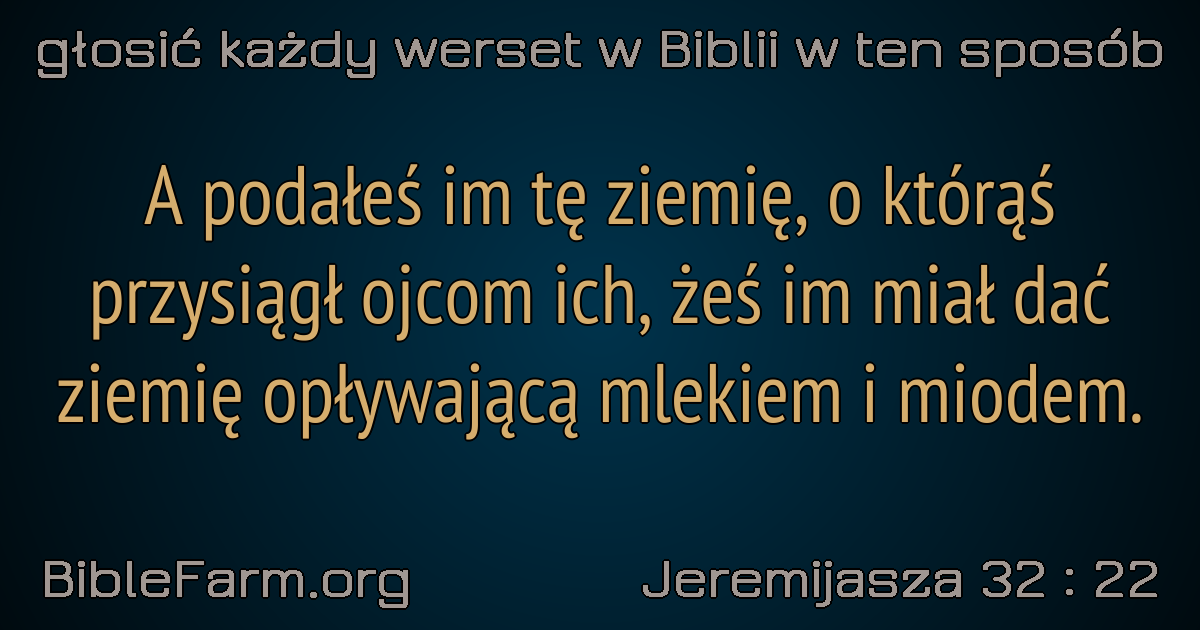 głosić każdy werset w Biblii w ten sposób
A podałeś im tę ziemię, o którąś
przysiągł ojcom ich, żeś im miał dać
ziemię opływającą mlekiem i miodem.
BibleFarm.org
Jeremijasza 32 : 22